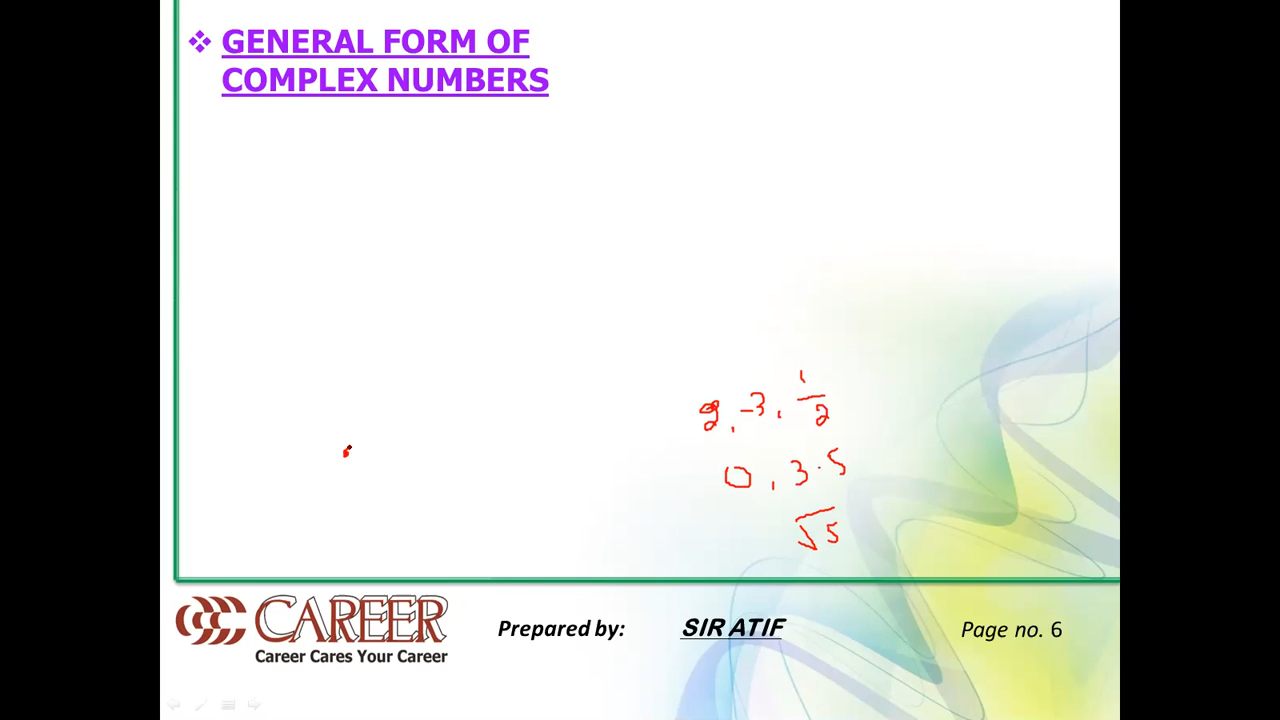 ❖ GENERAL FORM OF
COMPLEX NUMBERS
2, -3, 1/2
0, 3.5
√5
CAREER
Career Cares Your Career
Prepared by: SIR ATIF
Page no. 6